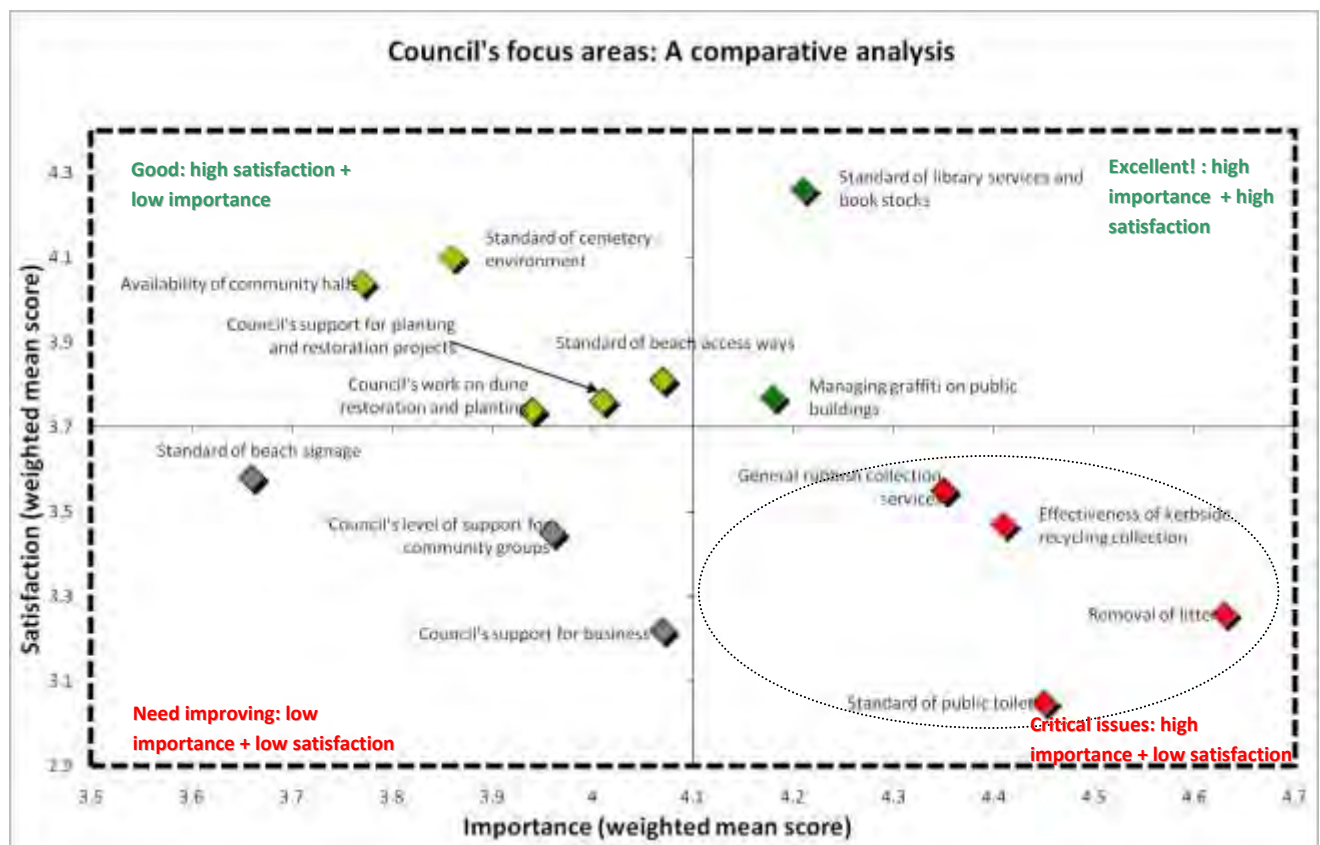 Council's focus areas: A comparative analysis
Good: high satisfaction +
low importance
Excellent! : high
importance + high
satisfaction
Standard of library services and
book stocks
Standard of cemetery
environment
Availability of community halls
Council's support for planting
and restoration projects
Standard of beach access ways
Council's work on dune
restoration and planting
Managing graffiti on public
buildings
Standard of beach signage
General rubbish collection
services
Council's level of support for
community groups
Effectiveness of kerbside
recycling collection
Removal of litter
Council's support for business
Standard of public toilets
Need improving: low
importance + low satisfaction
Critical issues: high
importance + low satisfaction
Satisfaction (weighted mean score)
4.3
4.1
3.9
3.7
3.5
3.3
3.1
2.9
3.5 3.6 3.7 3.8 3.9 4 4.1 4.2 4.3 4.4 4.5 4.6 4.7
Importance (weighted mean score)